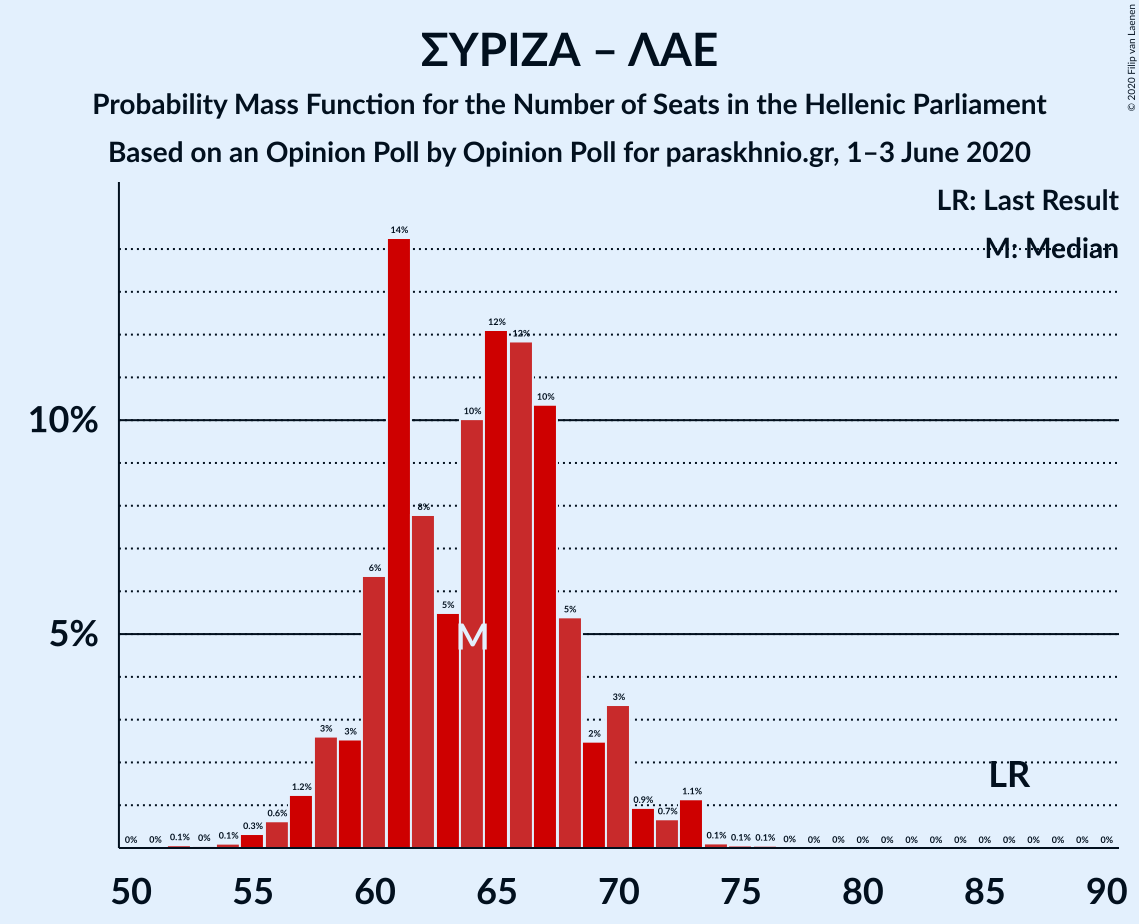 ΣΥΡΙΖΑ – ΛΑΕ
Probability Mass Function for the Number of Seats in the Hellenic Parliament
Based on an Opinion Poll by Opinion Poll for paraskhnio.gr, 1–3 June 2020
© 2020 Filip van Laenen
LR: Last Result
M: Median
10%
5%
0% 0% 0.1% 0% 0.1% 0.3% 0.6% 1.2% 3% 3% 6% 14% 8% 5% 10% 12% 12% 10% 5% 2% 3% 0.9% 0.7% 1.1% 0.1% 0.1% 0.1% 0% 0% 0% 0% 0% 0% 0% 0% 0% 0% 0% 0% 0% 0%
M
LR
50 55 60 65 70 75 80 85 90